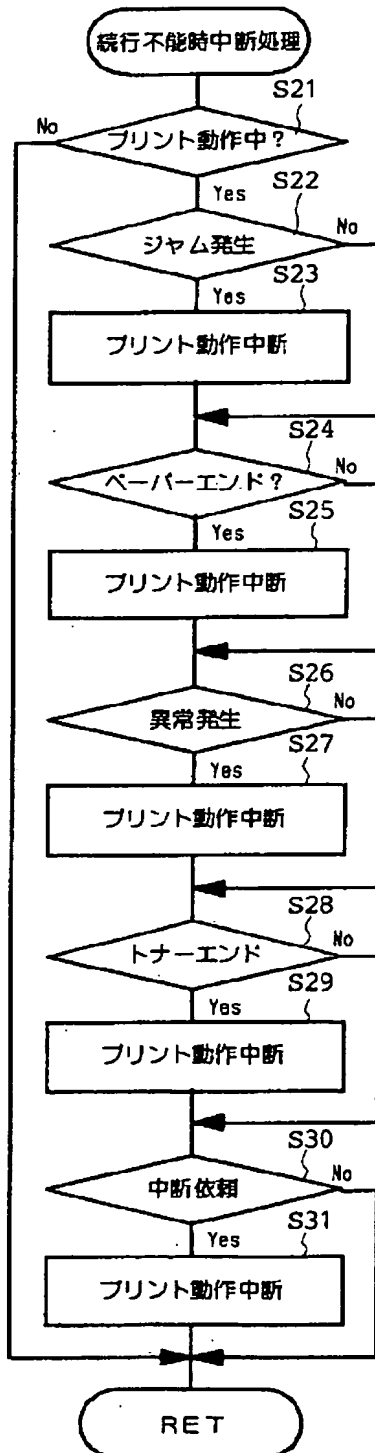 続行不能時中断処理
S21
No
プリント動作中?
Yes
S22
No
ジャム発生
Yes
S23
プリント動作中断
S24
ペーパーエンド?
No
Yes
S25
プリント動作中断
S26
異常発生
No
Yes
S27
プリント動作中断
S28
トナーエンド
No
Yes
S29
プリント動作中断
S30
中断依頼
No
Yes
S31
プリント動作中断
RET